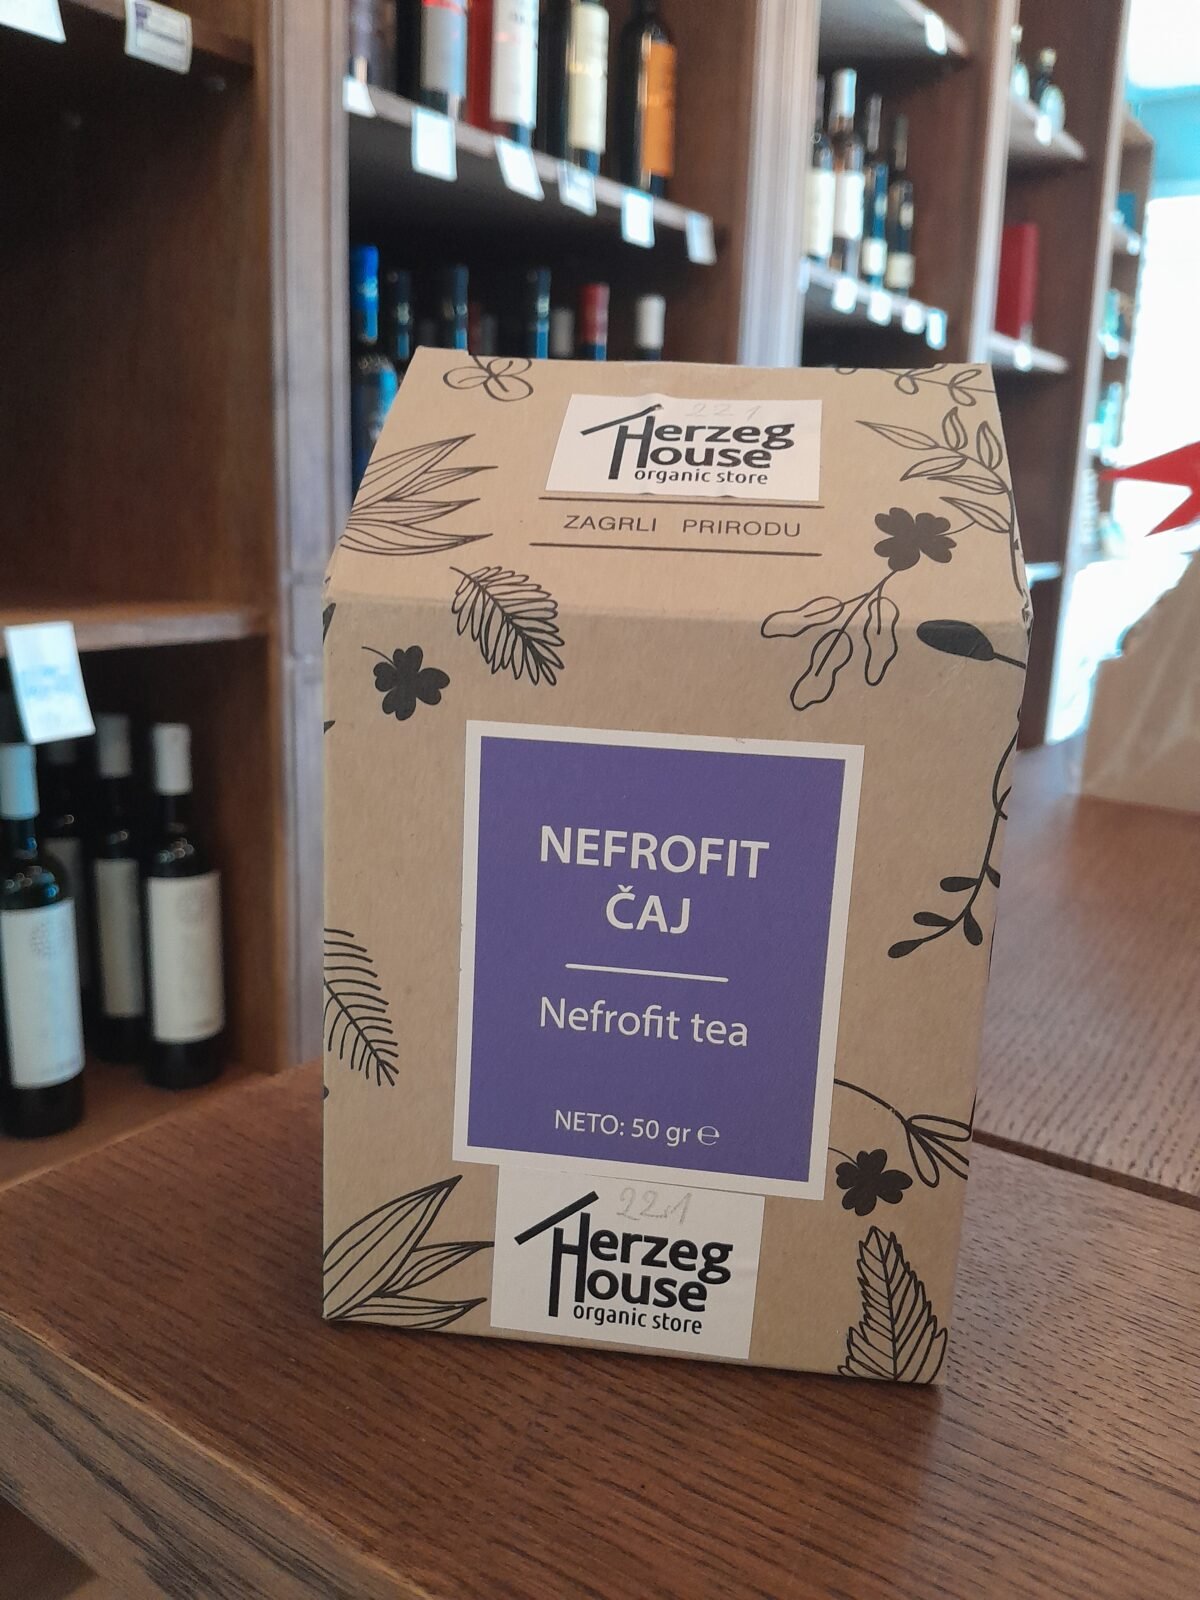 221
Herzeg
House
organic store
ZAGRLI PRIRODU
NEFROFIT
ČAJ
Nefrofit tea
NETO: 50 gr ℮
221
Herzeg
House
organic store